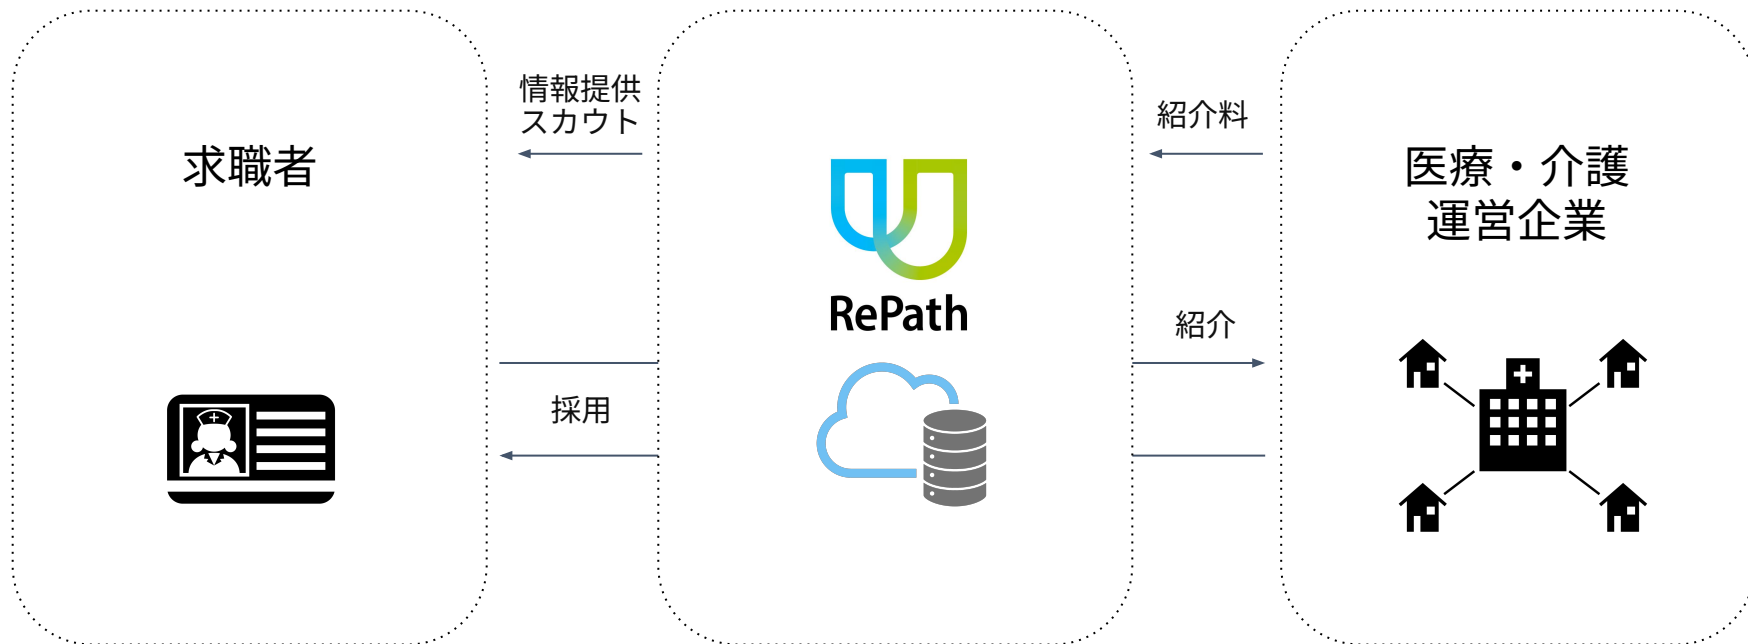 求職者
情報提供
スカウト
採用
RePath
紹介料
紹介
医療・介護
運営企業